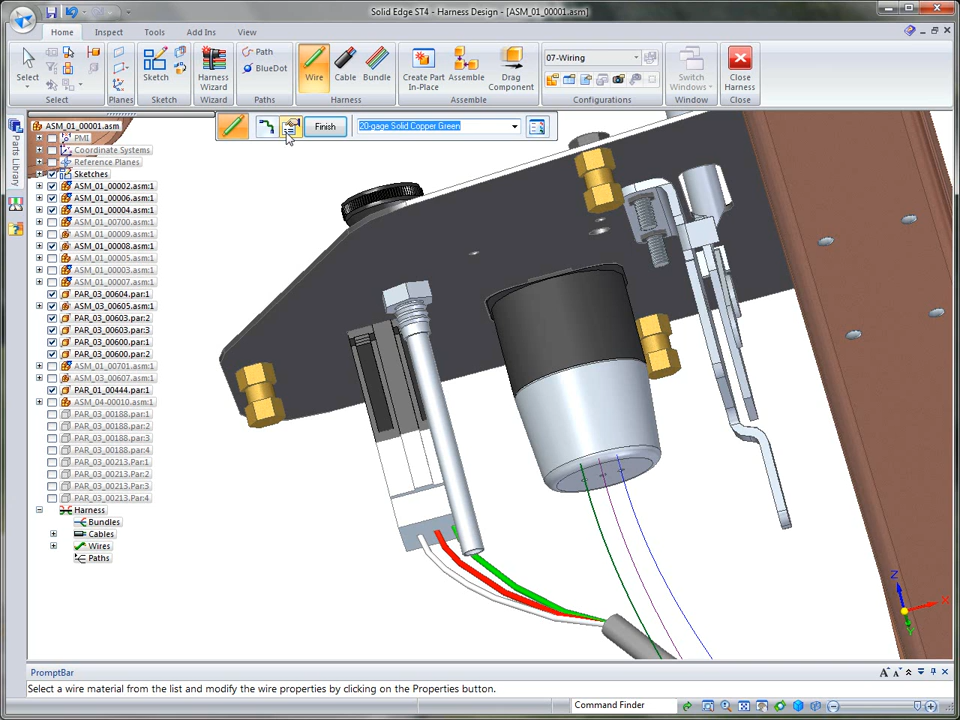 Solid Edge ST4 - Harness Design - [ASM_01_00001.asm]
Home
Inspect
Tools
Add Ins
View
Select
Select
Planes
Sketch
Sketch
Harness Wizard
Wizard
Path
BlueDot
Paths
Wire
Cable
Bundle
Harness
Create Part In-Place
Assemble
Drag Component
Assemble
07-Wiring
Configurations
Switch Windows
Window
Close Harness
Close
Finish
20-gage Solid Copper Green
Parts Library
ASM_01_00001.asm
PMI
Coordinate Systems
Reference Planes
Sketches
ASM_01_00002.asm:1
ASM_01_00006.asm:1
ASM_01_00004.asm:1
ASM_01_00700.asm:1
ASM_01_00009.asm:1
ASM_01_00008.asm:1
ASM_01_00005.asm:1
ASM_01_00003.asm:1
ASM_01_00007.asm:1
PAR_03_00604.par:1
ASM_03_00605.asm:1
PAR_03_00603.par:2
PAR_03_00603.par:3
PAR_03_00600.par:1
PAR_03_00600.par:2
ASM_01_00701.asm:1
ASM_03_00607.asm:1
PAR_01_00444.par:1
ASM_04-00010.asm:1
PAR_03_00188.par:1
PAR_03_00188.par:2
PAR_03_00188.par:3
PAR_03_00188.par:4
PAR_03_00213.Par:1
PAR_03_00213.Par:2
PAR_03_00213.Par:3
PAR_03_00213.Par:4
Harness
Bundles
Cables
Wires
Paths
Z
X
Y
PromptBar
Select a wire material from the list and modify the wire properties by clicking on the Properties button.
Command Finder